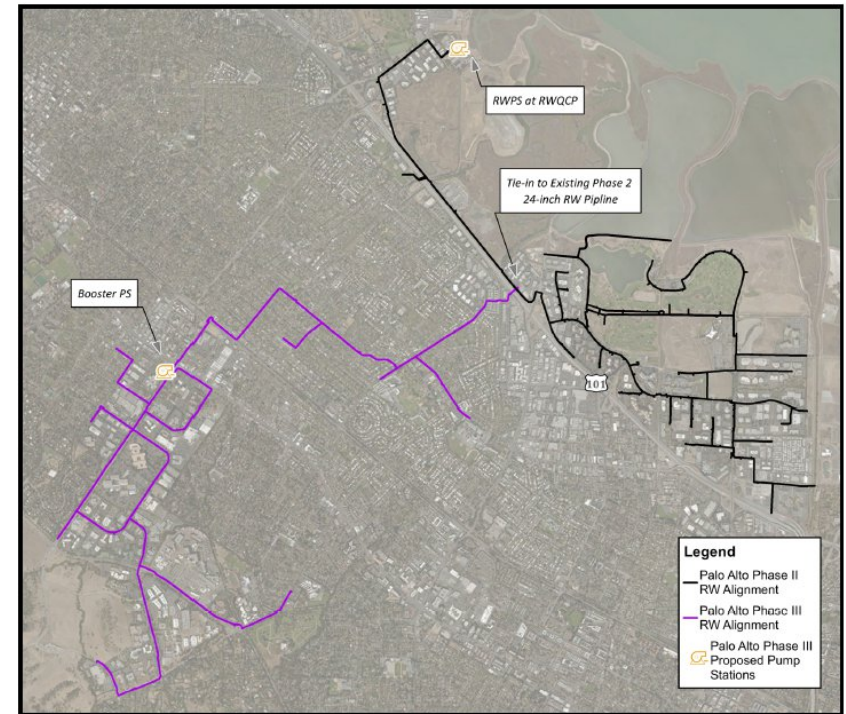 RWPS at RWQCP
Tie-in to Existing Phase 2
24-inch RW Pipline
Booster PS
101
Legend
Palo Alto Phase II
RW Alignment
Palo Alto Phase III
RW Alignment
Palo Alto Phase III
Proposed Pump
Stations